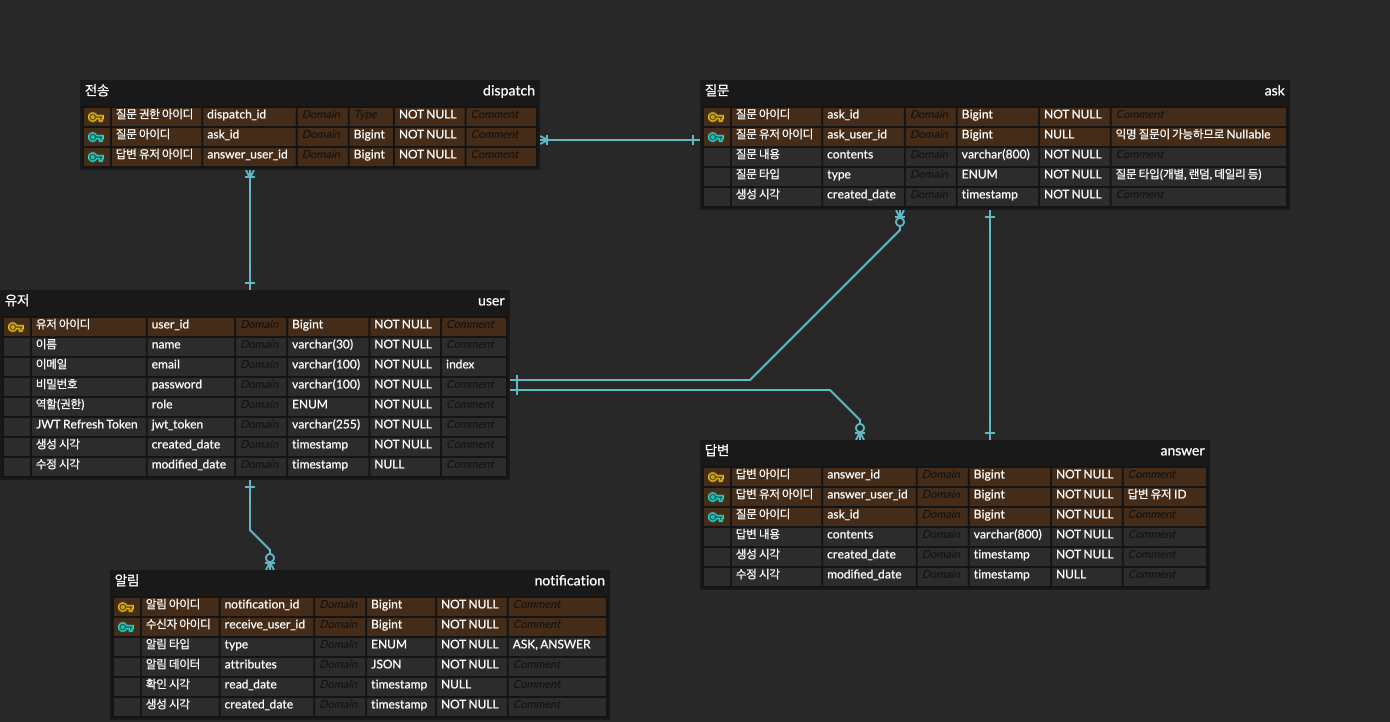 전송 dispatch
질문 권한 아이디 dispatch_id Domain Type NOT NULL Comment
질문 아이디 ask_id Domain Bigint NOT NULL Comment
답변 유저 아이디 answer_user_id Domain Bigint NOT NULL Comment
질문 ask
질문 아이디 ask_id Domain Bigint NOT NULL Comment
질문 유저 아이디 ask_user_id Domain Bigint NULL 익명 질문이 가능하므로 Nullable
질문 내용 contents Domain varchar(800) NOT NULL Comment
질문 타입 type Domain ENUM NOT NULL 질문 타입(개별, 랜덤, 데일리 등)
생성 시각 created_date Domain timestamp NOT NULL Comment
유저 user
유저 아이디 user_id Domain Bigint NOT NULL Comment
이름 name Domain varchar(30) NOT NULL Comment
이메일 email Domain varchar(100) NOT NULL index
비밀번호 password Domain varchar(100) NOT NULL Comment
역할(권한) role Domain ENUM NOT NULL Comment
JWT Refresh Token jwt_token Domain varchar(255) NOT NULL Comment
생성 시각 created_date Domain timestamp NOT NULL Comment
수정 시각 modified_date Domain timestamp NULL Comment
답변 answer
답변 아이디 answer_id Domain Bigint NOT NULL Comment
답변 유저 아이디 answer_user_id Domain Bigint NOT NULL 답변 유저 ID
질문 아이디 ask_id Domain Bigint NOT NULL Comment
답변 내용 contents Domain varchar(800) NOT NULL Comment
생성 시각 created_date Domain timestamp NOT NULL Comment
수정 시각 modified_date Domain timestamp NULL Comment
알림 notification
알림 아이디 notification_id Domain Bigint NOT NULL Comment
수신자 아이디 receive_user_id Domain Bigint NOT NULL Comment
알림 타입 type Domain ENUM NOT NULL ASK, ANSWER
알림 데이터 attributes Domain JSON NOT NULL Comment
확인 시각 read_date Domain timestamp NULL Comment
생성 시각 created_date Domain timestamp NOT NULL Comment